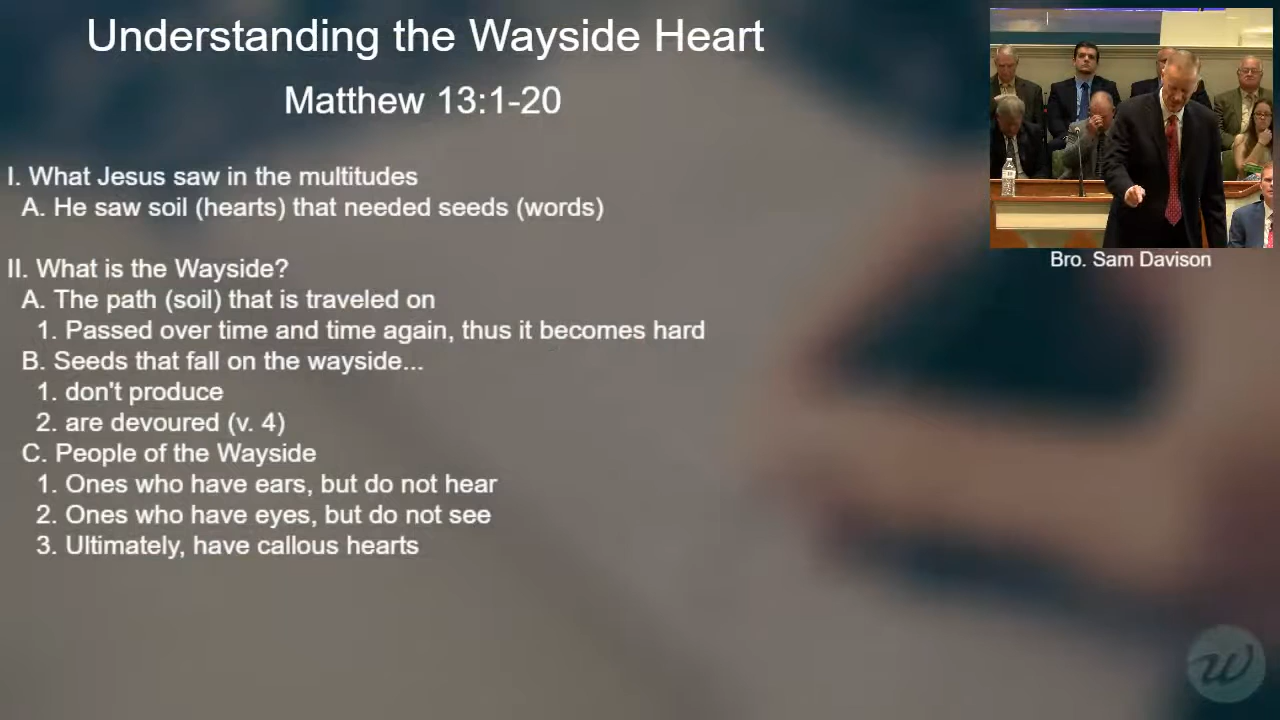 Understanding the Wayside Heart
Matthew 13:1-20
I. What Jesus saw in the multitudes
A. He saw soil (hearts) that needed seeds (words)
II. What is the Wayside?
A. The path (soil) that is traveled on
1. Passed over time and time again, thus it becomes hard
B. Seeds that fall on the wayside...
1. don't produce
2. are devoured (v. 4)
C. People of the Wayside
1. Ones who have ears, but do not hear
2. Ones who have eyes, but do not see
3. Ultimately, have callous hearts
Bro. Sam Davison
w